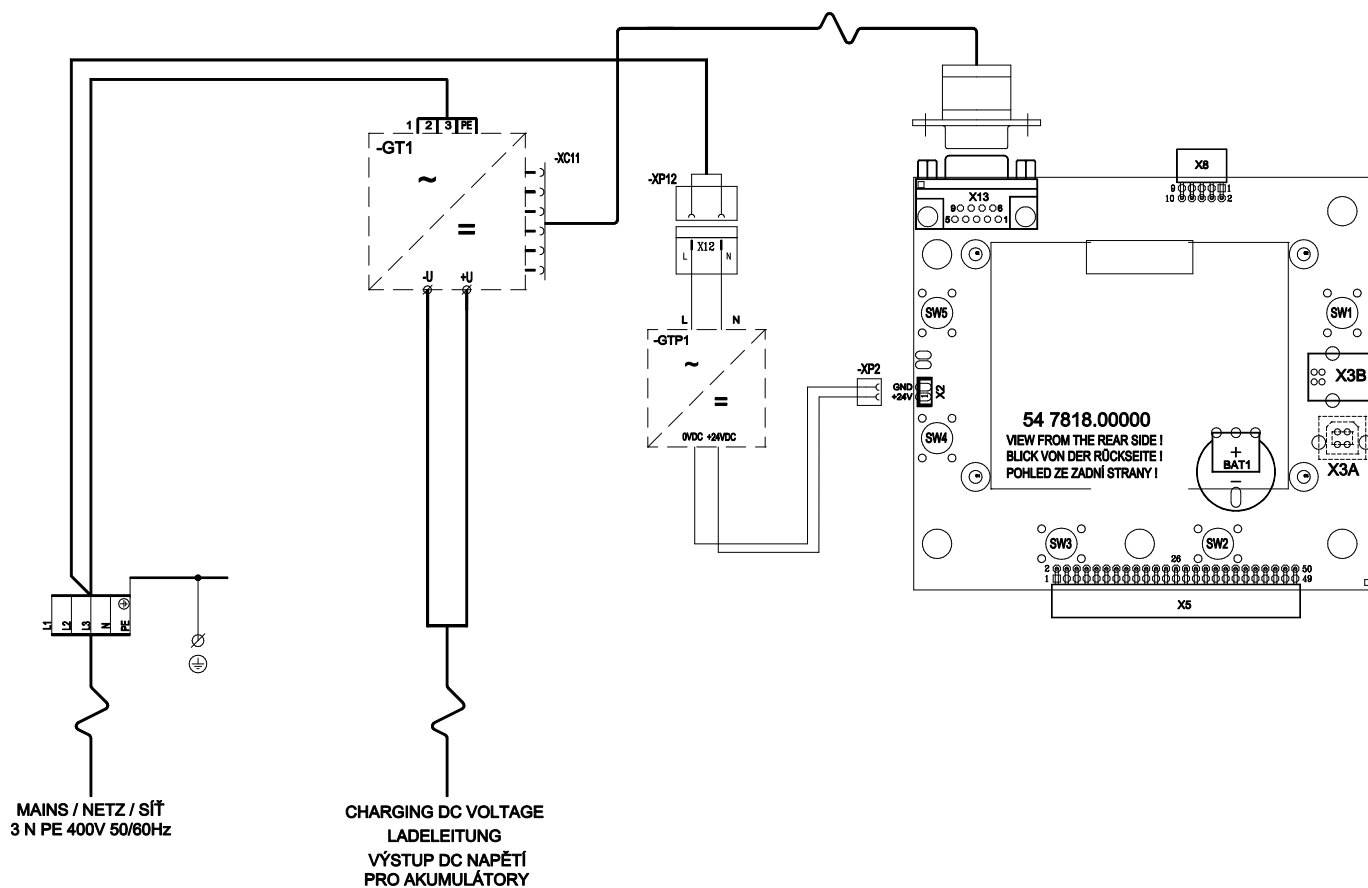 1 2 3 PE
-GT1
~
=
-U +U
-XC11
-XP12
X12
L N
L N
-GTP1
~
=
0VDC +24VDC
-XP2
X13
9 6
5 1
X8
9 1
10 2
SW5
SW1
GND
+24V
1
X2
X3B
SW4
54 7818.00000
VIEW FROM THE REAR SIDE !
BLICK VON DER RÜCKSEITE !
POHLED ZE ZADNÍ STRANY !
+
BAT1
−
X3A
SW3
SW2
26
2 50
1 49
X5
L1 L2 L3 N PE
MAINS / NETZ / SÍŤ
3 N PE 400V 50/60Hz
CHARGING DC VOLTAGE
LADELEITUNG
VÝSTUP DC NAPĚTÍ
PRO AKUMULÁTORY